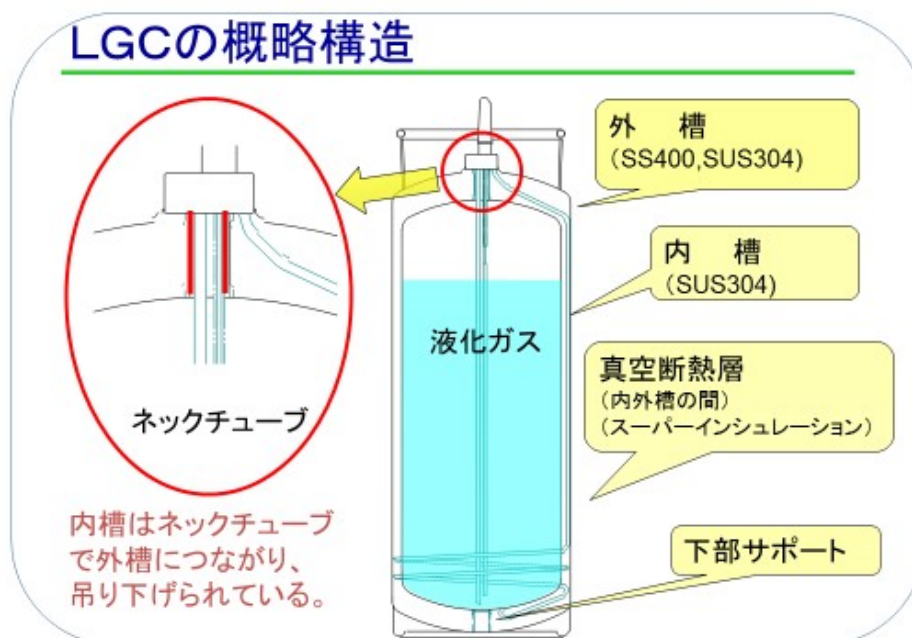 LGCの概略構造
外　槽
(SS400,SUS304)
内　槽
(SUS304)
液化ガス
真空断熱層
(内外槽の間)
(スーパーインシュレーション)
ネックチューブ
内槽はネックチューブ
で外槽につながり、
吊り下げられている。
下部サポート